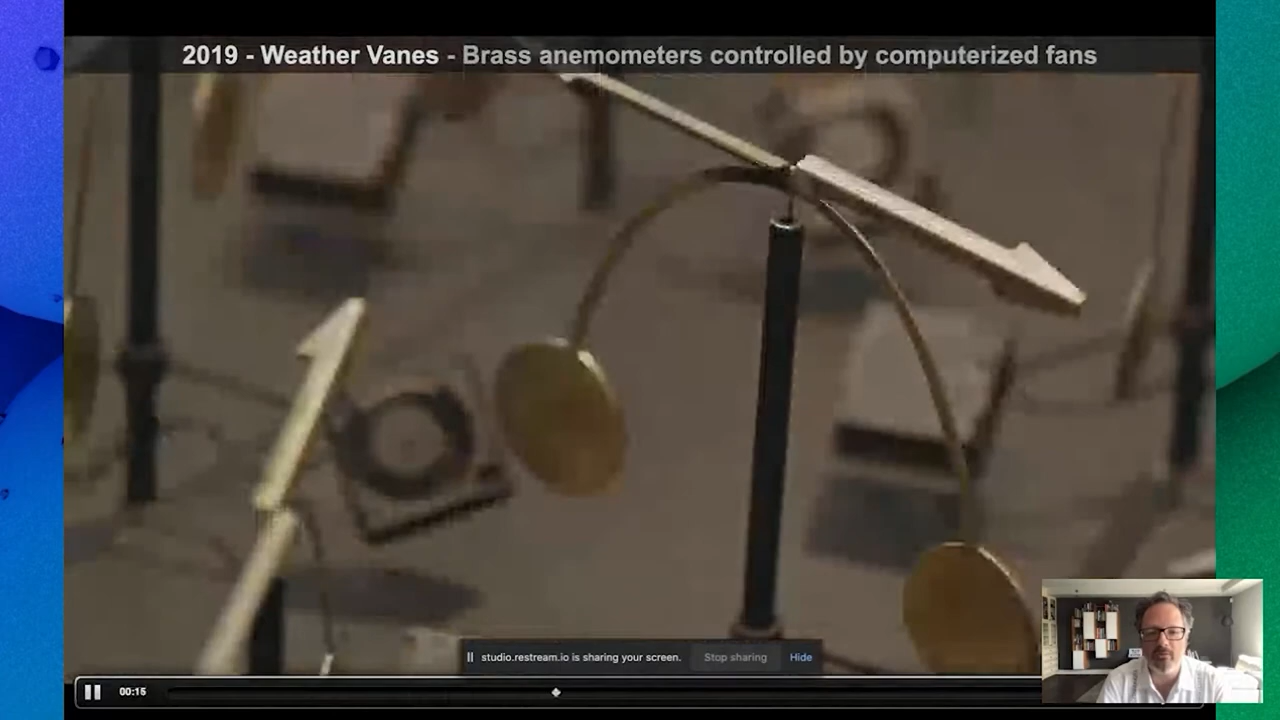 2019 - Weather Vanes - Brass anemometers controlled by computerized fans
studio.restream.io is sharing your screen. Stop sharing Hide
00:15